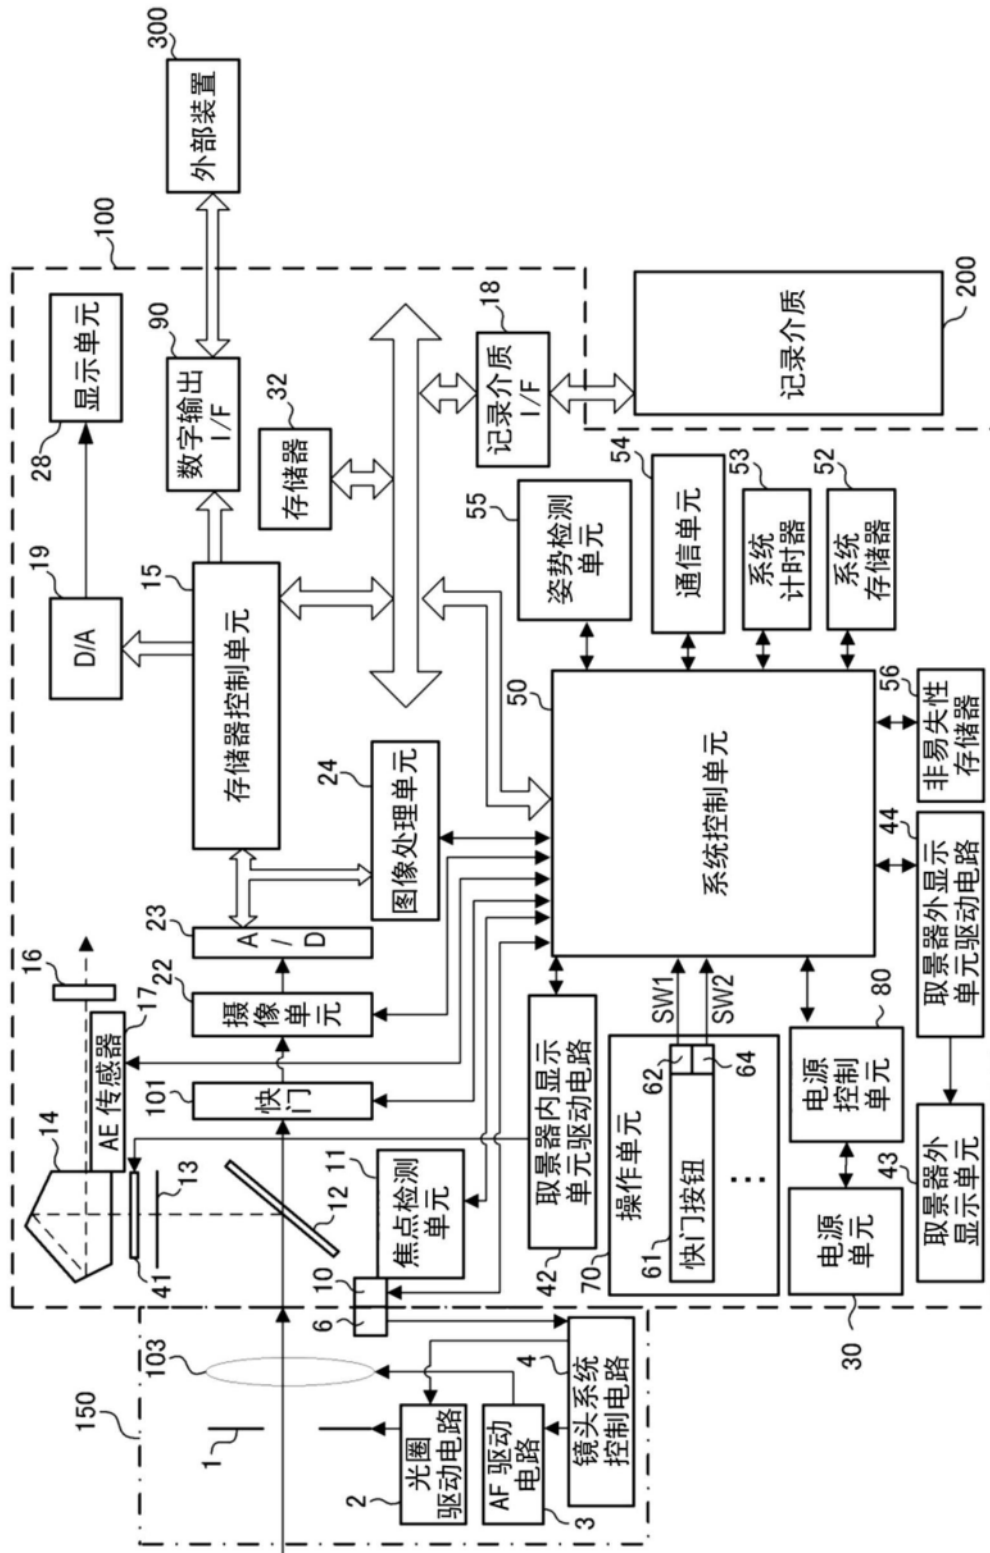 150
1
103
2
光圈
驱动电路
3
AF 驱动
电路
4
镜头系统
控制电路
6
10
14
41
13
16
17
AE 传感器
12
11
焦点检测
单元
101
快门
22
摄像
单元
23
A/D
24
图像处理单元
15
存储器控制单元
19
D/A
28
显示单元
90
数字输出
I/F
100
300
外部装置
32
存储器
18
记录介质
I/F
200
记录介质
42
取景器内显示
单元驱动电路
50
系统控制单元
55
姿势检测
单元
54
通信单元
53
系统
计时器
52
系统
存储器
70
操作单元
61
快门按钮
62
64
SW1
SW2
...
30
电源
单元
80
电源
控制
单元
43
取景器外
显示单元
44
取景器外显示
单元驱动电路
56
非易失性
存储器